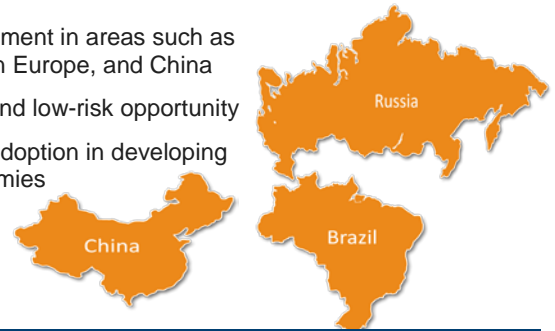 ment in areas such as
Europe, and China
nd low-risk opportunity
doption in developing
mies
Russia
China
Brazil